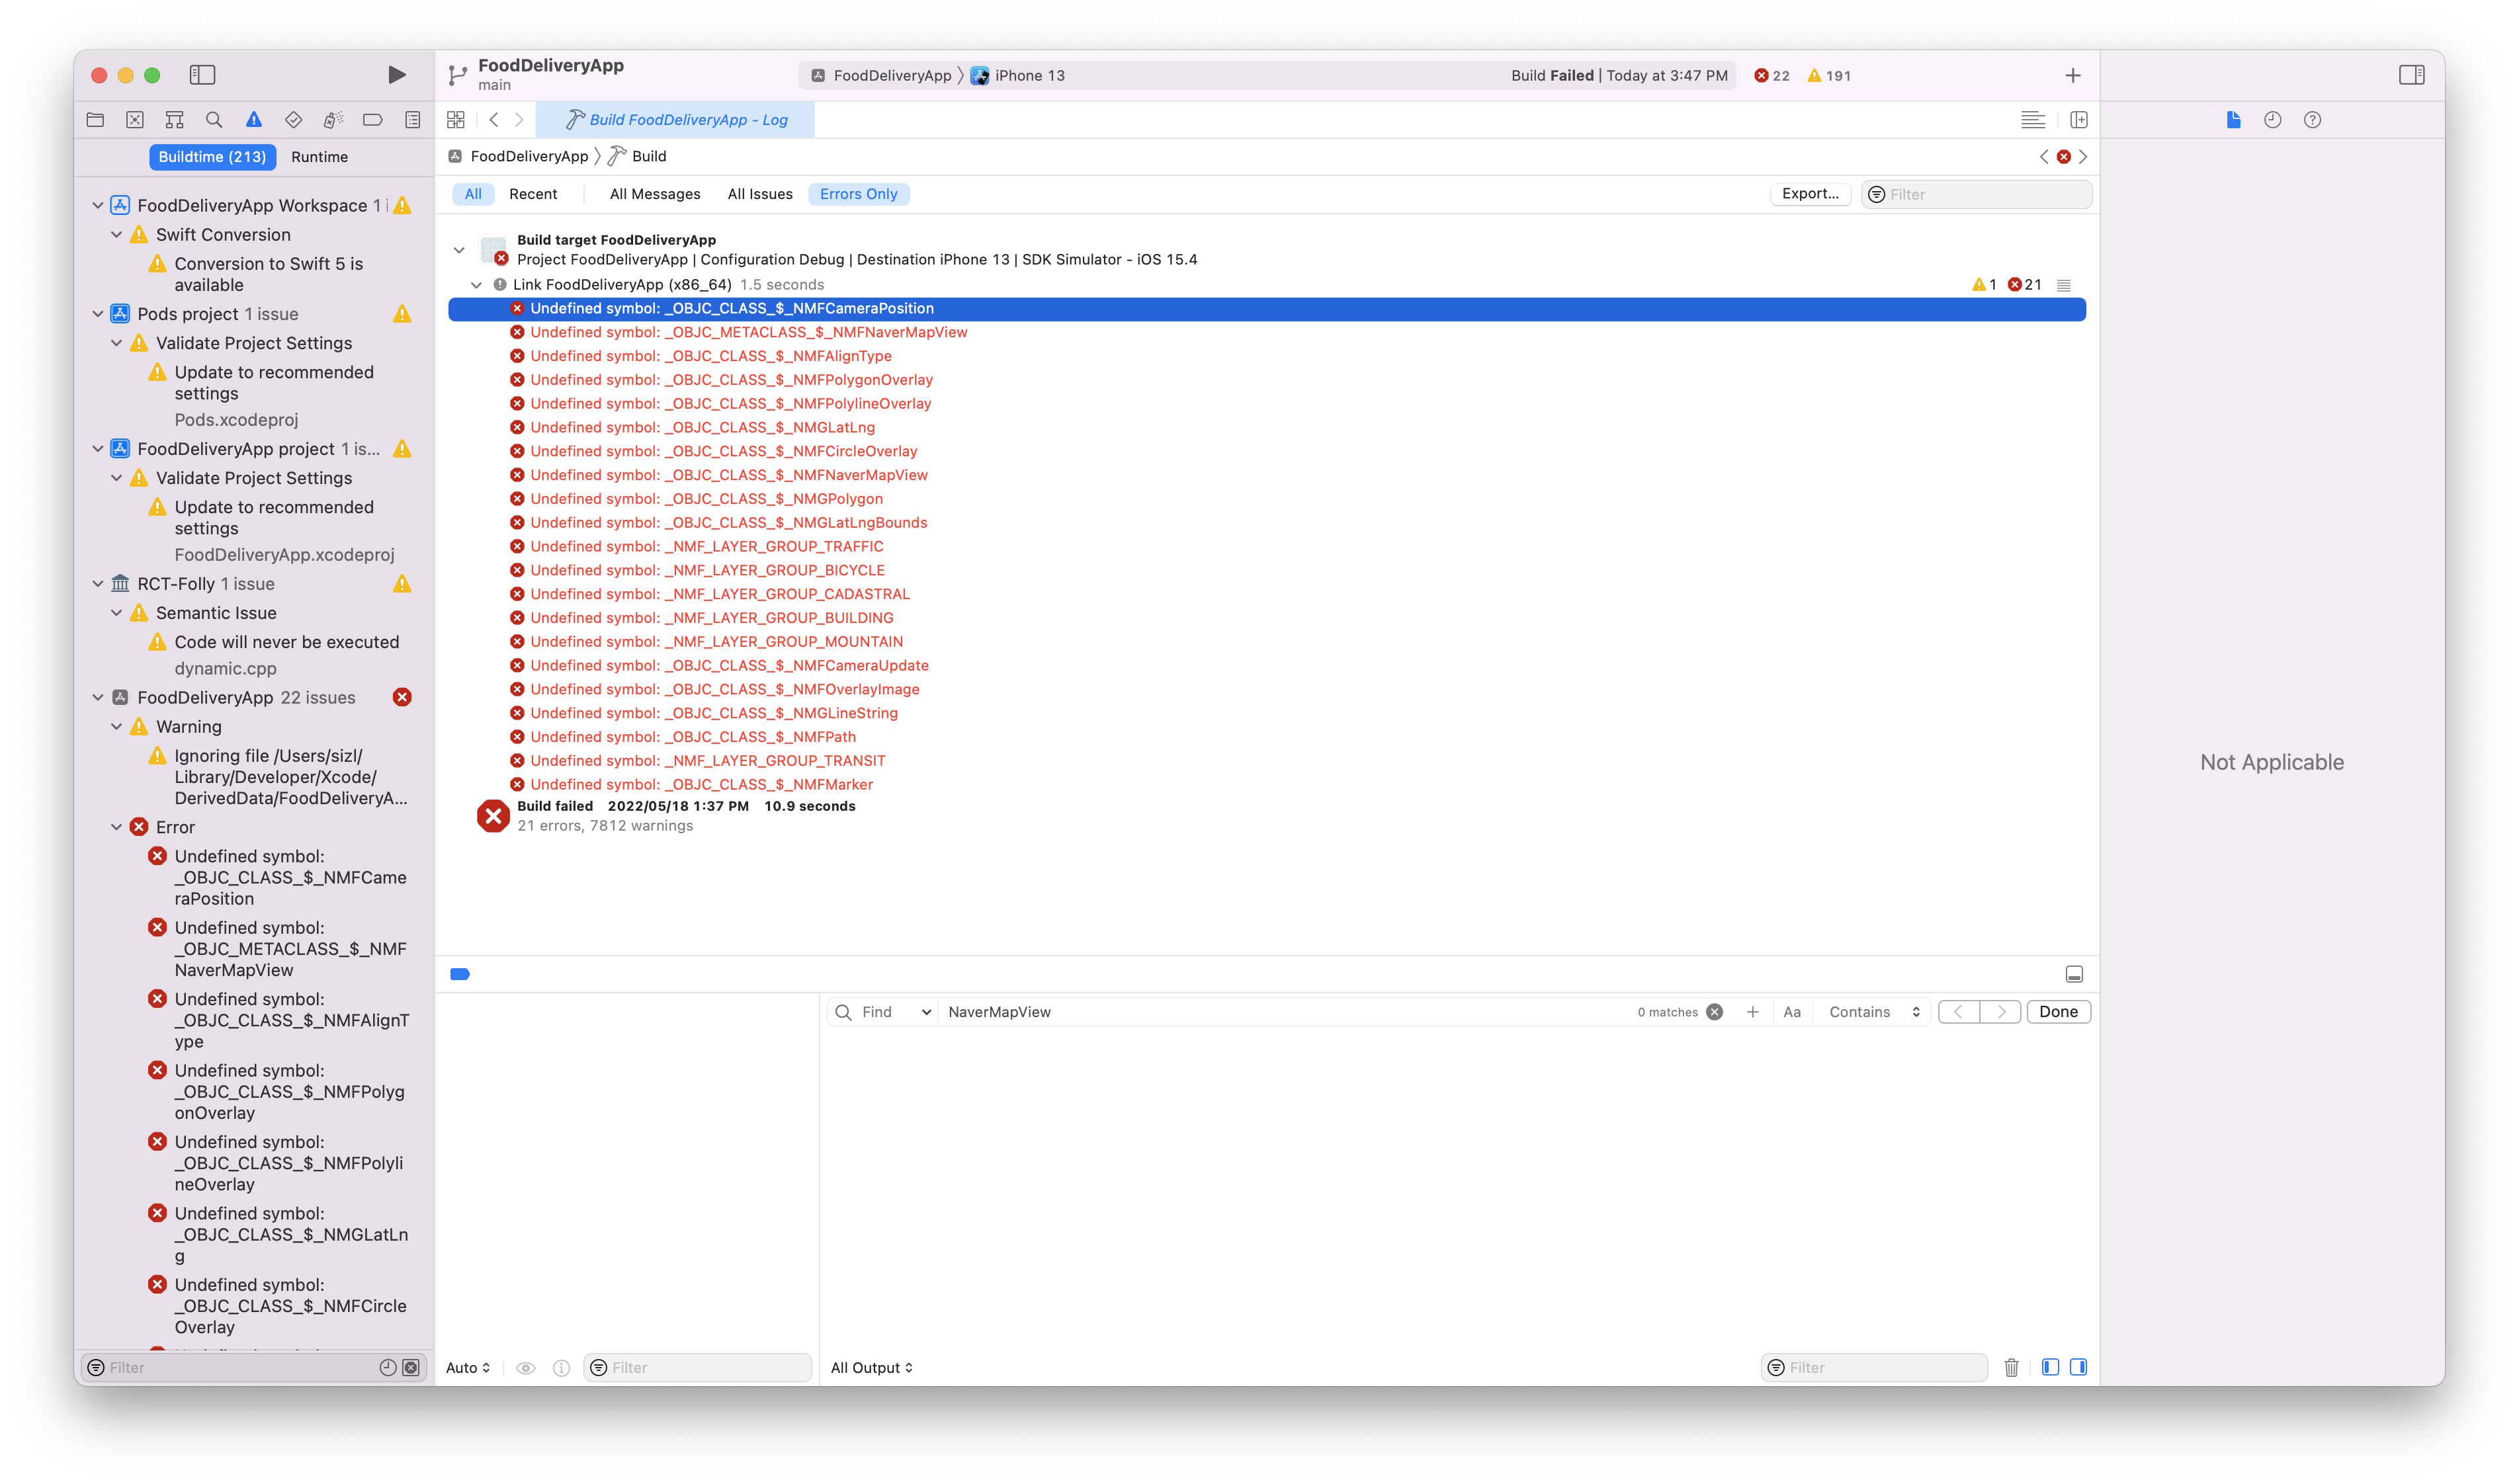 FoodDeliveryApp
main
FoodDeliveryApp
iPhone 13
Build Failed | Today at 3:47 PM
22
191
Build FoodDeliveryApp - Log
Buildtime (213)
Runtime
FoodDeliveryApp
Build
All
Recent
All Messages
All Issues
Errors Only
Export...
Filter
FoodDeliveryApp Workspace 1 i
Swift Conversion
Conversion to Swift 5 is
available
Pods project 1 issue
Validate Project Settings
Update to recommended
settings
Pods.xcodeproj
FoodDeliveryApp project 1 is...
Validate Project Settings
Update to recommended
settings
FoodDeliveryApp.xcodeproj
RCT-Folly 1 issue
Semantic Issue
Code will never be executed
dynamic.cpp
FoodDeliveryApp 22 issues
Warning
Ignoring file /Users/sizl/
Library/Developer/Xcode/
DerivedData/FoodDeliveryA...
Error
Undefined symbol:
_OBJC_CLASS_$_NMFCame
raPosition
Undefined symbol:
_OBJC_METACLASS_$_NMF
NaverMapView
Undefined symbol:
_OBJC_CLASS_$_NMFAlignT
ype
Undefined symbol:
_OBJC_CLASS_$_NMFPolyg
onOverlay
Undefined symbol:
_OBJC_CLASS_$_NMFPolyli
neOverlay
Undefined symbol:
_OBJC_CLASS_$_NMGLatLn
g
Undefined symbol:
_OBJC_CLASS_$_NMFCircle
Overlay
Filter
Build target FoodDeliveryApp
Project FoodDeliveryApp | Configuration Debug | Destination iPhone 13 | SDK Simulator - iOS 15.4
Link FoodDeliveryApp (x86_64) 1.5 seconds
1
21
Undefined symbol: _OBJC_CLASS_$_NMFCameraPosition
Undefined symbol: _OBJC_METACLASS_$_NMFNaverMapView
Undefined symbol: _OBJC_CLASS_$_NMFAlignType
Undefined symbol: _OBJC_CLASS_$_NMFPolygonOverlay
Undefined symbol: _OBJC_CLASS_$_NMFPolylineOverlay
Undefined symbol: _OBJC_CLASS_$_NMGLatLng
Undefined symbol: _OBJC_CLASS_$_NMFCircleOverlay
Undefined symbol: _OBJC_CLASS_$_NMFNaverMapView
Undefined symbol: _OBJC_CLASS_$_NMGPolygon
Undefined symbol: _OBJC_CLASS_$_NMGLatLngBounds
Undefined symbol: _NMF_LAYER_GROUP_TRAFFIC
Undefined symbol: _NMF_LAYER_GROUP_BICYCLE
Undefined symbol: _NMF_LAYER_GROUP_CADASTRAL
Undefined symbol: _NMF_LAYER_GROUP_BUILDING
Undefined symbol: _NMF_LAYER_GROUP_MOUNTAIN
Undefined symbol: _OBJC_CLASS_$_NMFCameraUpdate
Undefined symbol: _OBJC_CLASS_$_NMFOverlayImage
Undefined symbol: _OBJC_CLASS_$_NMGLineString
Undefined symbol: _OBJC_CLASS_$_NMFPath
Undefined symbol: _NMF_LAYER_GROUP_TRANSIT
Undefined symbol: _OBJC_CLASS_$_NMFMarker
Build failed 2022/05/18 1:37 PM 10.9 seconds
21 errors, 7812 warnings
Find
NaverMapView
0 matches
Aa
Contains
Done
Auto
Filter
All Output
Filter
Not Applicable